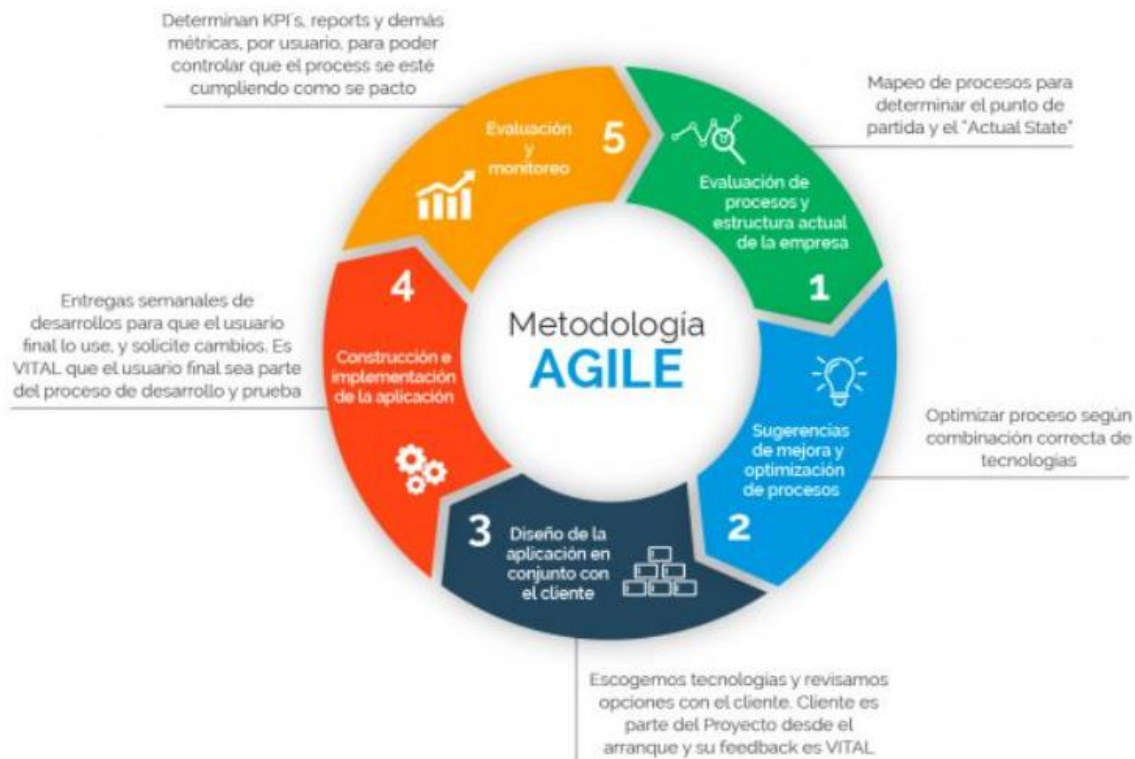 Determinan KPI's, reports y demás
métricas, por usuario, para poder
controlar que el process se esté
cumpliendo como se pacto
Mapeo de procesos para
determinar el punto de
partida y el "Actual State"
5
Evaluación
y
monitoreo
Evaluación de
procesos y
estructura actual
de la empresa
1
Entregas semanales de
desarrollos para que el usuario
final lo use, y solicite cambios. Es
VITAL que el usuario final sea parte
del proceso de desarrollo y prueba
4
Construcción e
implementación
de la aplicación
Metodología
AGILE
Sugerencias
de mejora y
optimización
de procesos
2
Optimizar proceso según
combinación correcta de
tecnologías
3
Diseño de la
aplicación en
conjunto con
el cliente
Escogemos tecnologías y revisamos
opciones con el cliente. Cliente es
parte del Proyecto desde el
arranque y su feedback es VITAL